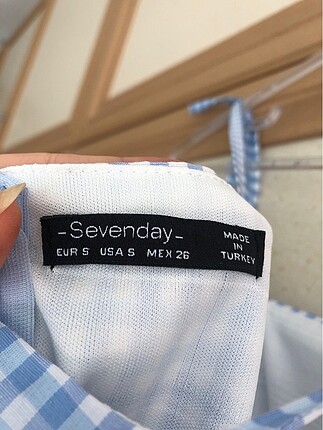 -Sevenday-
EUR S USA S MEX 26
MADE
IN
TURKEY